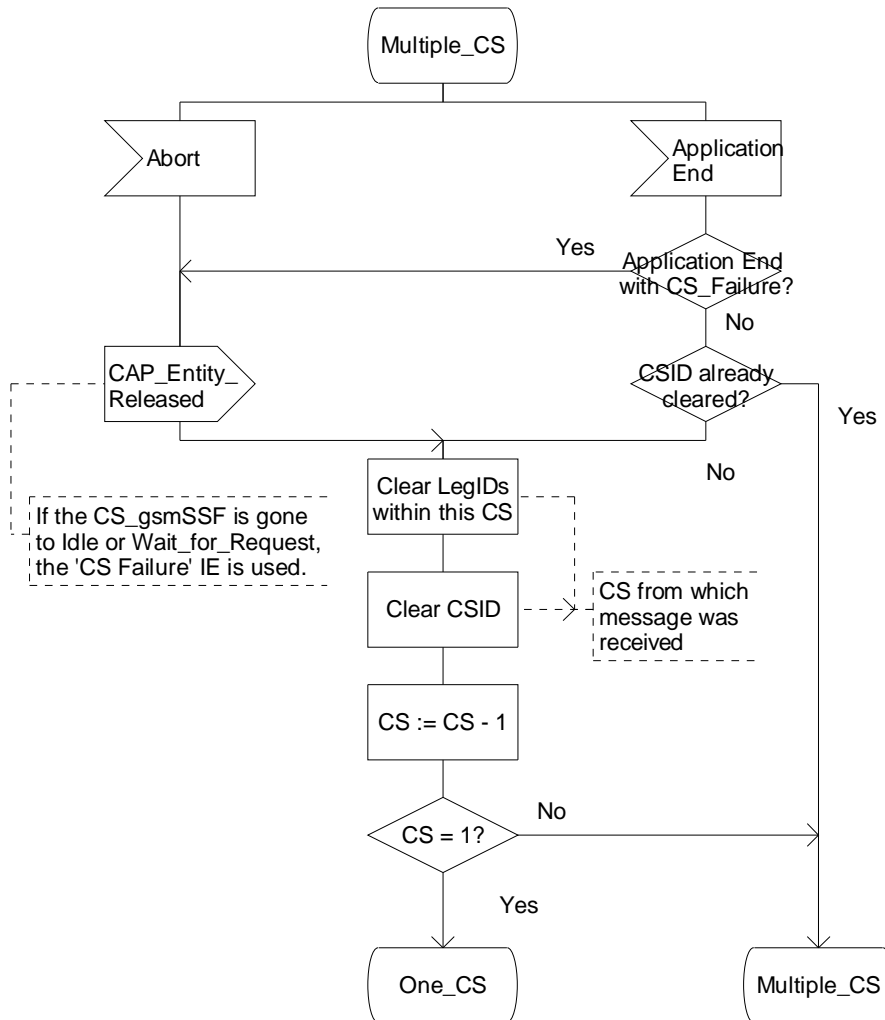 Multiple_CS
Abort
Application
End
Yes
Application End
with CS_Failure?
No
CAP_Entity_
Released
CSID already
cleared?
Yes
No
Clear LegIDs
within this CS
If the CS_gsmSSF is gone
to Idle or Wait_for_Request,
the 'CS Failure' IE is used.
Clear CSID
CS from which
message was
received
CS := CS - 1
CS = 1?
No
Yes
One_CS
Multiple_CS